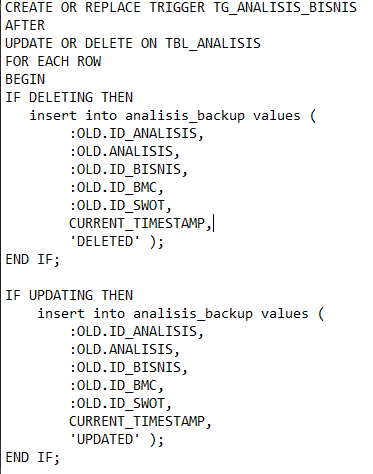 CREATE OR REPLACE TRIGGER TG_ANALISIS_BISNIS
AFTER
UPDATE OR DELETE ON TBL_ANALISIS
FOR EACH ROW
BEGIN
IF DELETING THEN
   insert into analisis_backup values (
        :OLD.ID_ANALISIS,
        :OLD.ANALISIS,
        :OLD.ID_BISNIS,
        :OLD.ID_BMC,
        :OLD.ID_SWOT,
        CURRENT_TIMESTAMP,
        'DELETED' );
END IF;

IF UPDATING THEN
    insert into analisis_backup values (
        :OLD.ID_ANALISIS,
        :OLD.ANALISIS,
        :OLD.ID_BISNIS,
        :OLD.ID_BMC,
        :OLD.ID_SWOT,
        CURRENT_TIMESTAMP,
        'UPDATED' );
END IF;